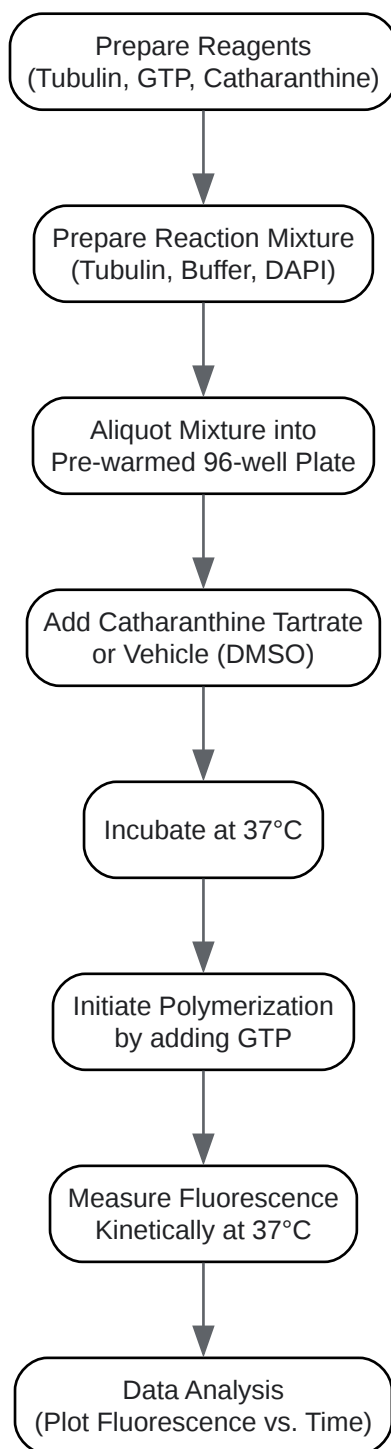 Prepare Reagents
(Tubulin, GTP, Catharanthine)
Prepare Reaction Mixture
(Tubulin, Buffer, DAPI)
Aliquot Mixture into
Pre-warmed 96-well Plate
Add Catharanthine Tartrate
or Vehicle (DMSO)
Incubate at 37°C
Initiate Polymerization
by adding GTP
Measure Fluorescence
Kinetically at 37°C
Data Analysis
(Plot Fluorescence vs. Time)